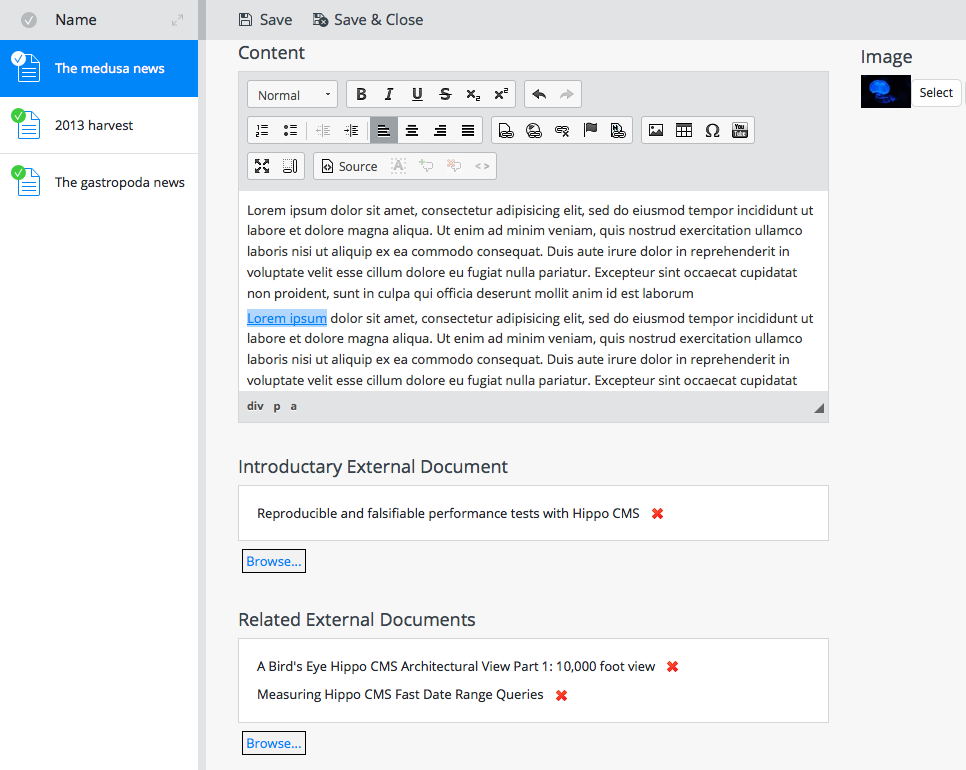 Name
Save Save & Close
The medusa news
2013 harvest
The gastropoda news
Content
Normal B I U S x₂ x²
You Tube
Source A
Lorem ipsum dolor sit amet, consectetur adipisicing elit, sed do eiusmod tempor incididunt ut
labore et dolore magna aliqua. Ut enim ad minim veniam, quis nostrud exercitation ullamco
laboris nisi ut aliquip ex ea commodo consequat. Duis aute irure dolor in reprehenderit in
voluptate velit esse cillum dolore eu fugiat nulla pariatur. Excepteur sint occaecat cupidatat
non proident, sunt in culpa qui officia deserunt mollit anim id est laborum
Lorem ipsum dolor sit amet, consectetur adipisicing elit, sed do eiusmod tempor incididunt ut
labore et dolore magna aliqua. Ut enim ad minim veniam, quis nostrud exercitation ullamco
laboris nisi ut aliquip ex ea commodo consequat. Duis aute irure dolor in reprehenderit in
voluptate velit esse cillum dolore eu fugiat nulla pariatur. Excepteur sint occaecat cupidatat
div p a
Introductary External Document
Reproducible and falsifiable performance tests with Hippo CMS
Browse...
Related External Documents
A Bird's Eye Hippo CMS Architectural View Part 1: 10,000 foot view
Measuring Hippo CMS Fast Date Range Queries
Browse...
Image
Select